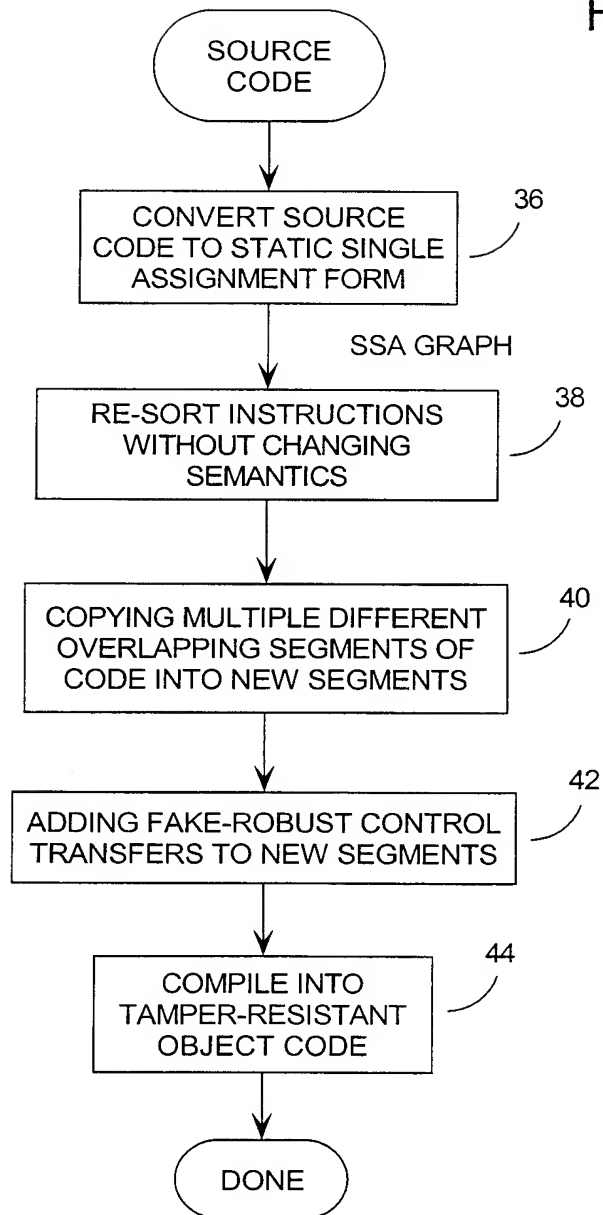 SOURCE
CODE
36
CONVERT SOURCE
CODE TO STATIC SINGLE
ASSIGNMENT FORM
SSA GRAPH
38
RE-SORT INSTRUCTIONS
WITHOUT CHANGING
SEMANTICS
40
COPYING MULTIPLE DIFFERENT
OVERLAPPING SEGMENTS OF
CODE INTO NEW SEGMENTS
42
ADDING FAKE-ROBUST CONTROL
TRANSFERS TO NEW SEGMENTS
44
COMPILE INTO
TAMPER-RESISTANT
OBJECT CODE
DONE